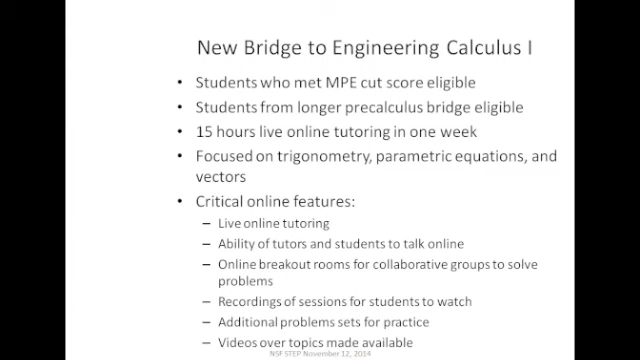 New Bridge to Engineering Calculus I
• Students who met MPE cut score eligible
• Students from longer precalculus bridge eligible
• 15 hours live online tutoring in one week
• Focused on trigonometry, parametric equations, and
vectors
• Critical online features:
– Live online tutoring
– Ability of tutors and students to talk online
– Online breakout rooms for collaborative groups to solve
problems
– Recordings of sessions for students to watch
– Additional problems sets for practice
– Videos over topics made available
NSF STEP November 12, 2014